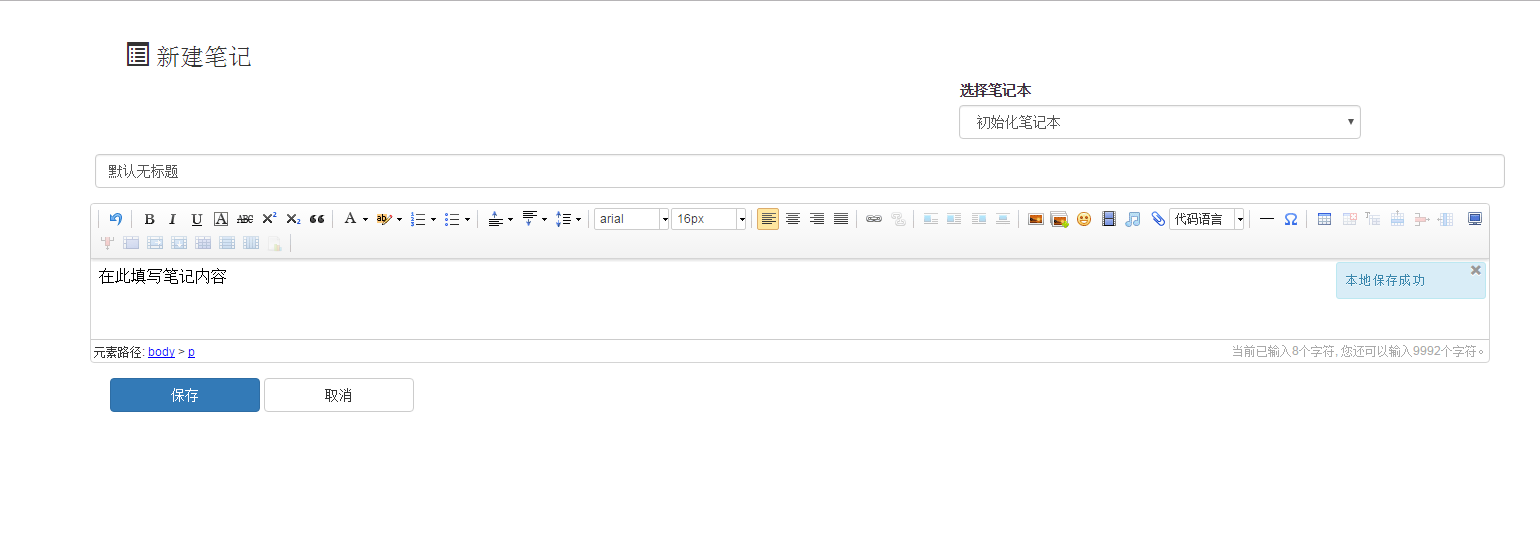 新建笔记
选择笔记本
初始化笔记本
默认无标题
B I U A ABC X² X₂ A ab arial 16px 代码语言 Ω
在此填写笔记内容
本地保存成功
元素路径: body > p
当前已输入8个字符, 您还可以输入9992个字符。
保存 取消